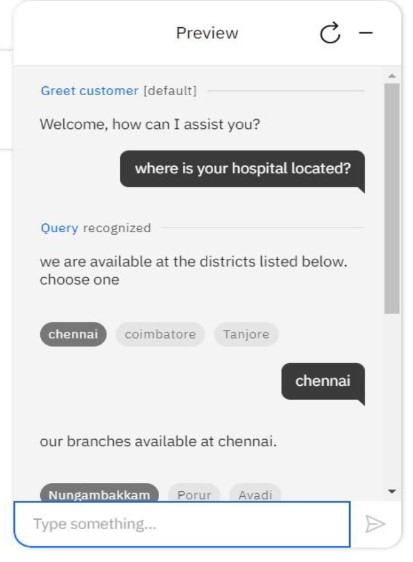 Preview
Greet customer [default]
Welcome, how can I assist you?
where is your hospital located?
Query recognized
we are available at the districts listed below.
choose one
chennai coimbatore Tanjore
chennai
our branches available at chennai.
Nungambakkam Porur Avadi
Type something...